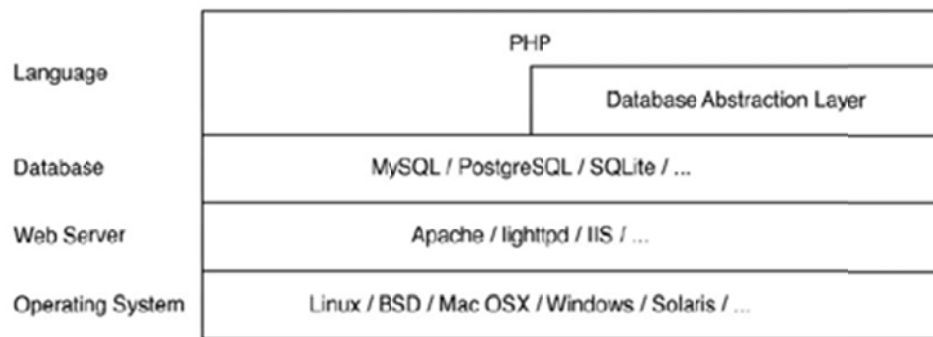 PHP
Language
Database Abstraction Layer
Database
MySQL / PostgreSQL / SQLite / ...
Web Server
Apache / lighttpd / IIS / ...
Operating System
Linux / BSD / Mac OSX / Windows / Solaris / ...